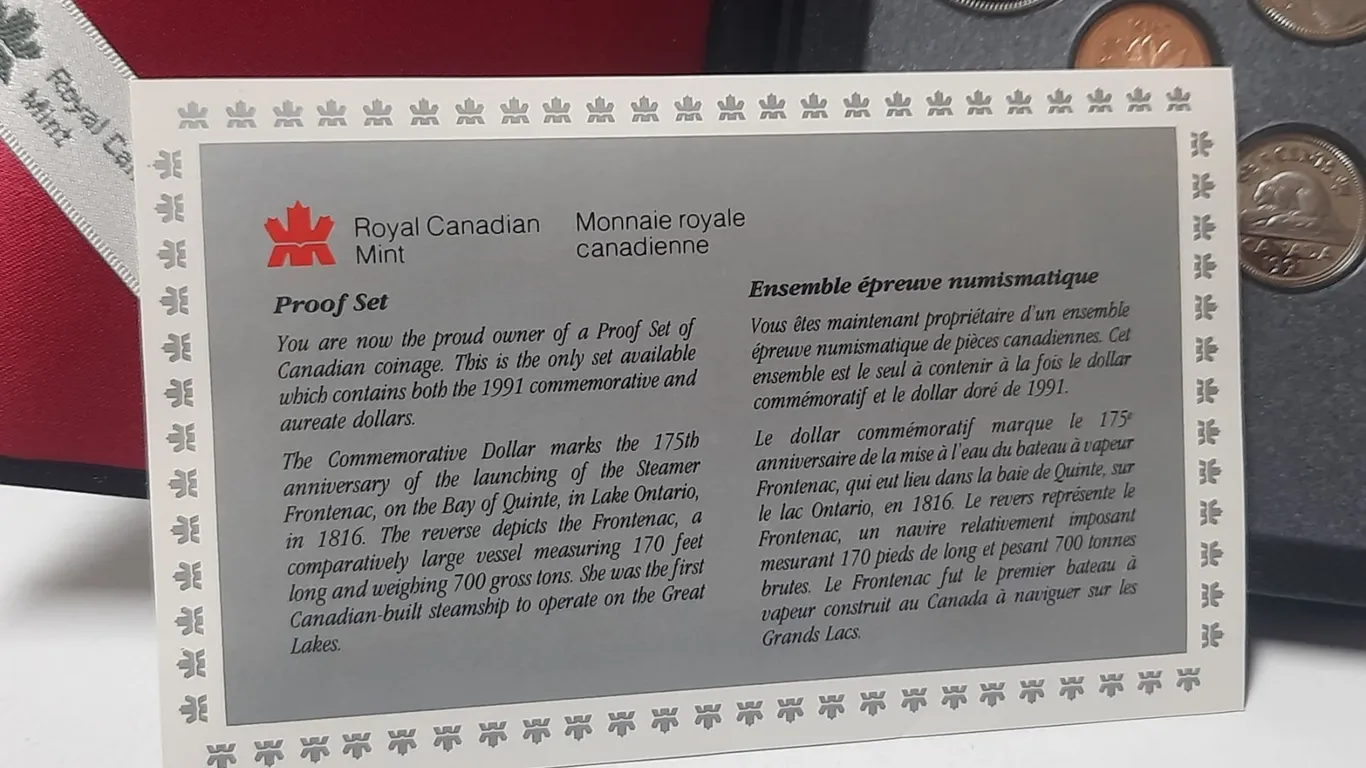 Royal Ca
Mint
Royal Canadian
Mint
Monnaie royale
canadienne
Proof Set
You are now the proud owner of a Proof Set of
Canadian coinage. This is the only set available
which contains both the 1991 commemorative and
aureate dollars.
The Commemorative Dollar marks the 175th
anniversary of the launching of the Steamer
Frontenac, on the Bay of Quinte, in Lake Ontario,
in 1816. The reverse depicts the Frontenac, a
comparatively large vessel measuring 170 feet
long and weighing 700 gross tons. She was the first
Canadian-built steamship to operate on the Great
Lakes.
Ensemble épreuve numismatique
Vous êtes maintenant propriétaire d'un ensemble
épreuve numismatique de pièces canadiennes. Cet
ensemble est le seul à contenir à la fois le dollar
commémoratif et le dollar doré de 1991.
Le dollar commémoratif marque le 175e
anniversaire de la mise à l'eau du bateau à vapeur
Frontenac, qui eut lieu dans la baie de Quinte, sur
le lac Ontario, en 1816. Le revers représente le
Frontenac, un navire relativement imposant
mesurant 170 pieds de long et pesant 700 tonnes
brutes. Le Frontenac fut le premier bateau à
vapeur construit au Canada à naviguer sur les
Grands Lacs.
5 CENTS
CANADA